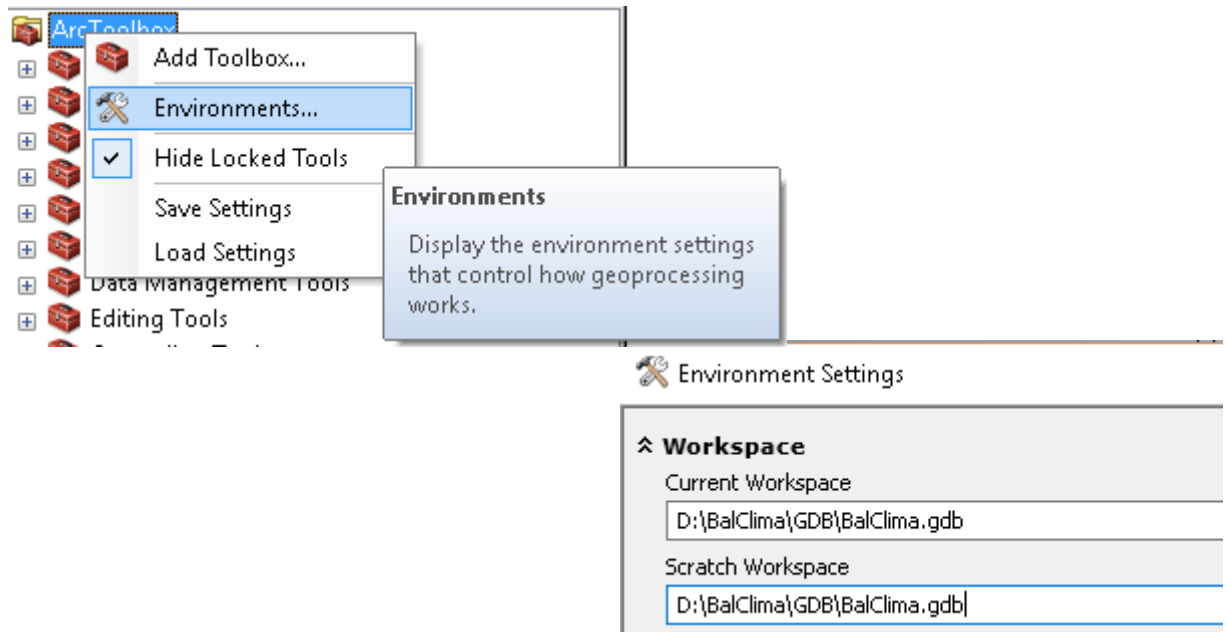 ArcToolbox
Add Toolbox...
Environments...
Hide Locked Tools
Save Settings
Load Settings
Environments
Display the environment settings
that control how geoprocessing
works.
Data Management Tools
Editing Tools
Environment Settings
Workspace
Current Workspace
D:\BalClima\GDB\BalClima.gdb
Scratch Workspace
D:\BalClima\GDB\BalClima.gdb